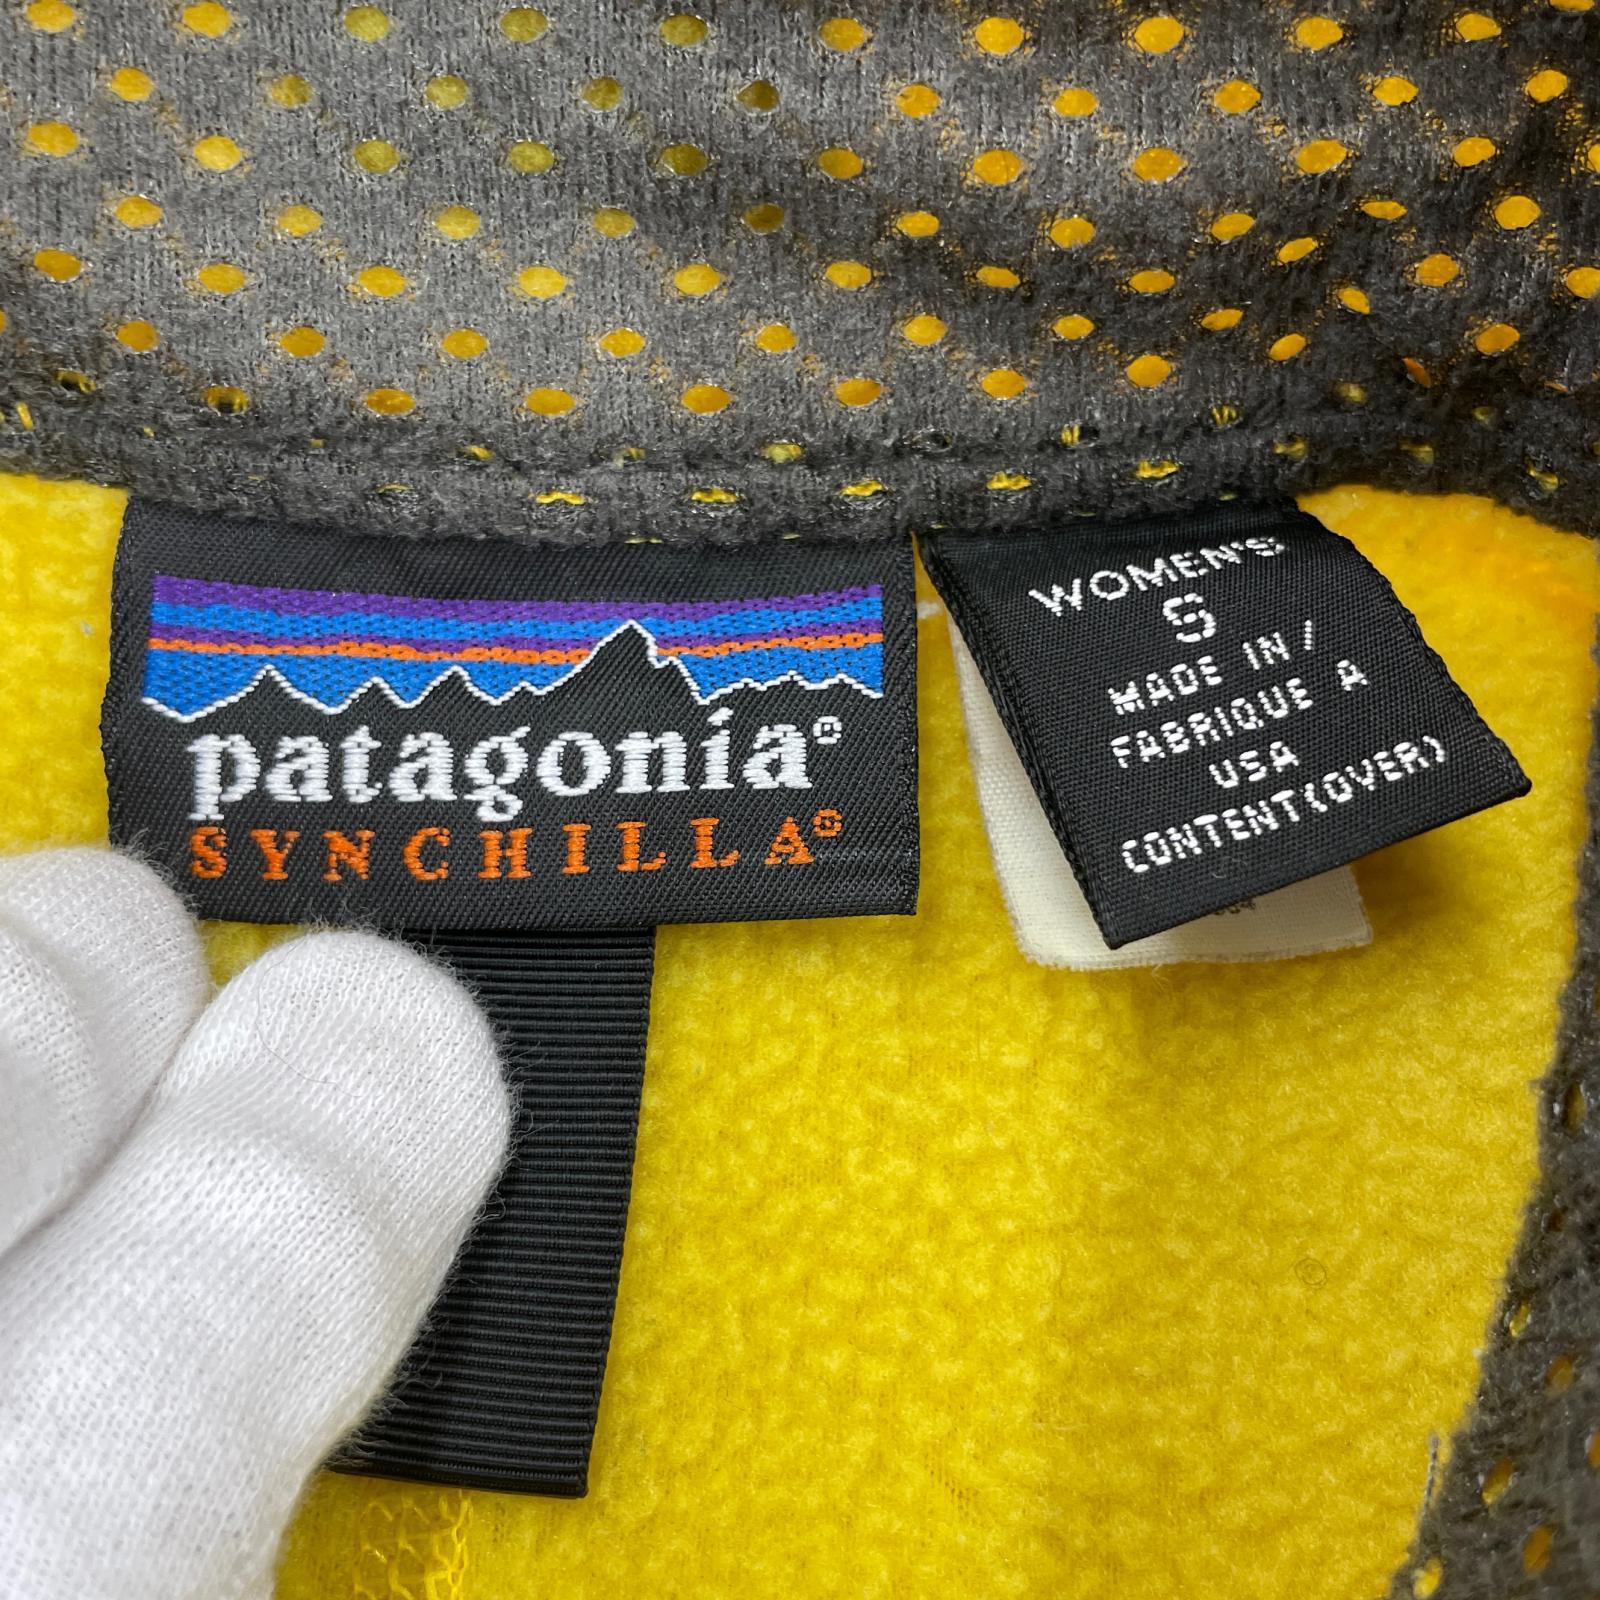 patagonia®
SYNCHILLA®
WOMEN'S
S
MADE IN /
FABRIQUE A
USA
CONTENT(OVER)